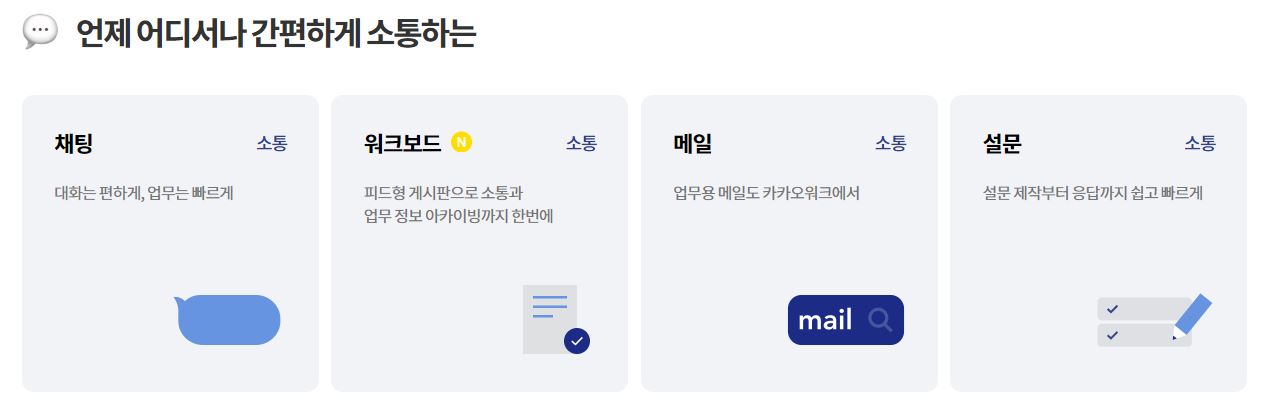 언제 어디서나 간편하게 소통하는
채팅
소통
대화는 편하게, 업무는 빠르게
워크보드 N
소통
피드형 게시판으로 소통과
업무 정보 아카이빙까지 한번에
메일
소통
업무용 메일도 카카오워크에서
mail
설문
소통
설문 제작부터 응답까지 쉽고 빠르게